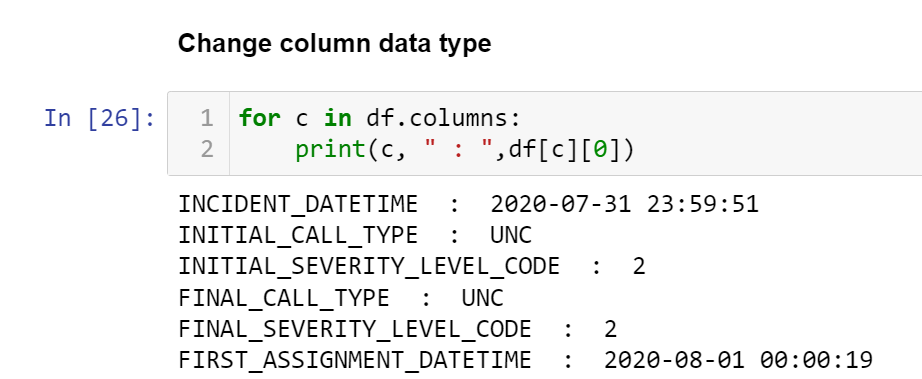 Change column data type
In [26]: 1 for c in df.columns:
2 print(c, " : ",df[c][0])
INCIDENT_DATETIME  :  2020-07-31 23:59:51
INITIAL_CALL_TYPE  :  UNC
INITIAL_SEVERITY_LEVEL_CODE  :  2
FINAL_CALL_TYPE  :  UNC
FINAL_SEVERITY_LEVEL_CODE  :  2
FIRST_ASSIGNMENT_DATETIME  :  2020-08-01 00:00:19